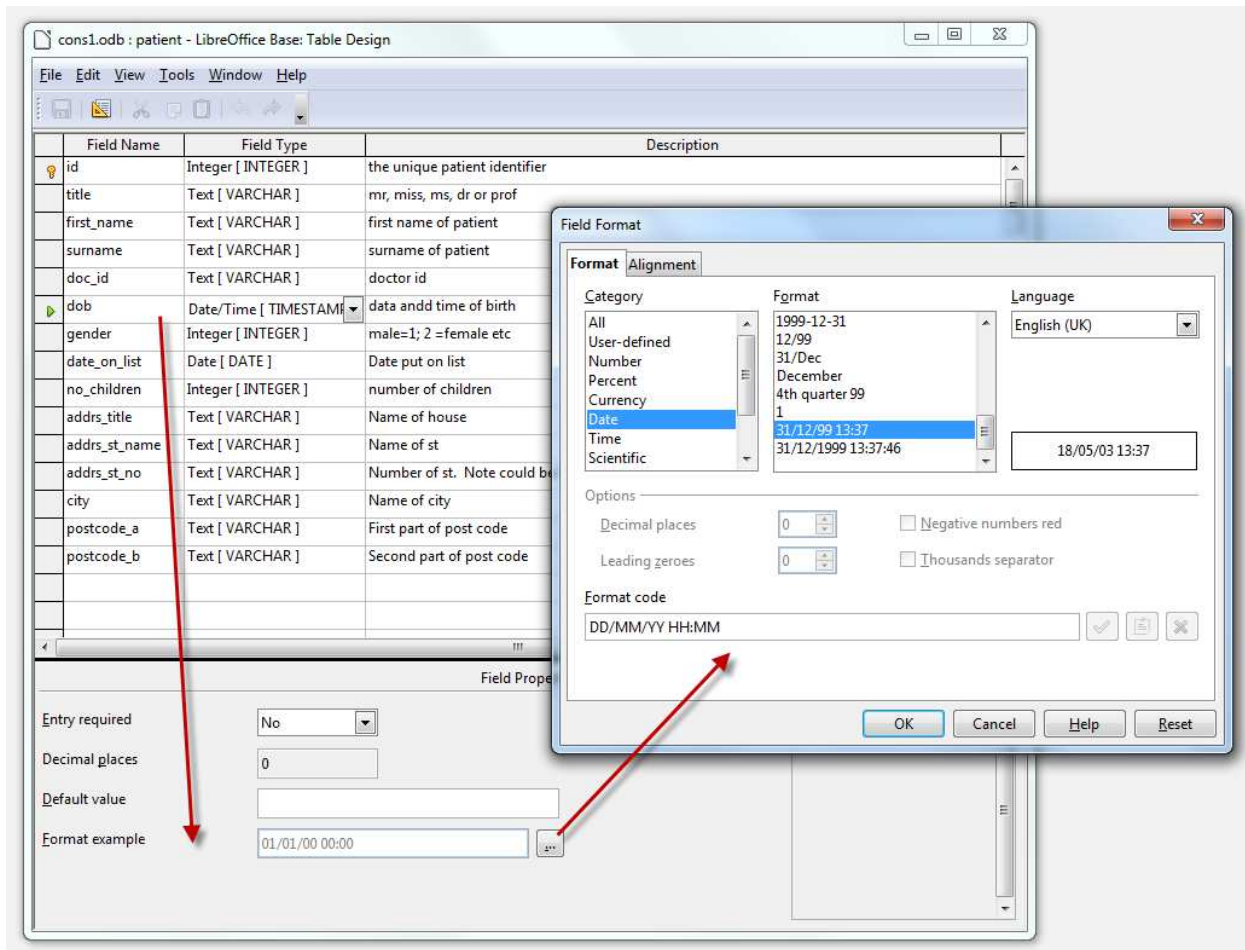 cons1.odb : patient - LibreOffice Base: Table Design
File Edit View Tools Window Help
Field Name Field Type Description
id Integer [ INTEGER ] the unique patient identifier
title Text [ VARCHAR ] mr, miss, ms, dr or prof
first_name Text [ VARCHAR ] first name of patient
surname Text [ VARCHAR ] surname of patient
doc_id Text [ VARCHAR ] doctor id
dob Date/Time [ TIMESTAMP data andd time of birth
gender Integer [ INTEGER ] male=1; 2 =female etc
date_on_list Date [ DATE ] Date put on list
no_children Integer [ INTEGER ] number of children
addrs_title Text [ VARCHAR ] Name of house
addrs_st_name Text [ VARCHAR ] Name of st
addrs_st_no Text [ VARCHAR ] Number of st. Note could be
city Text [ VARCHAR ] Name of city
postcode_a Text [ VARCHAR ] First part of post code
postcode_b Text [ VARCHAR ] Second part of post code
Field Prope
Entry required No
Decimal places 0
Default value
Format example 01/01/00 00:00 ...
Field Format
Format Alignment
Category
All
User-defined
Number
Percent
Currency
Date
Time
Scientific
Format
1999-12-31
12/99
31/Dec
December
4th quarter 99
1
31/12/99 13:37
31/12/1999 13:37:46
Language
English (UK)
18/05/03 13:37
Options
Decimal places 0 Negative numbers red
Leading zeroes 0 Thousands separator
Format code
DD/MM/YY HH:MM
OK Cancel Help Reset